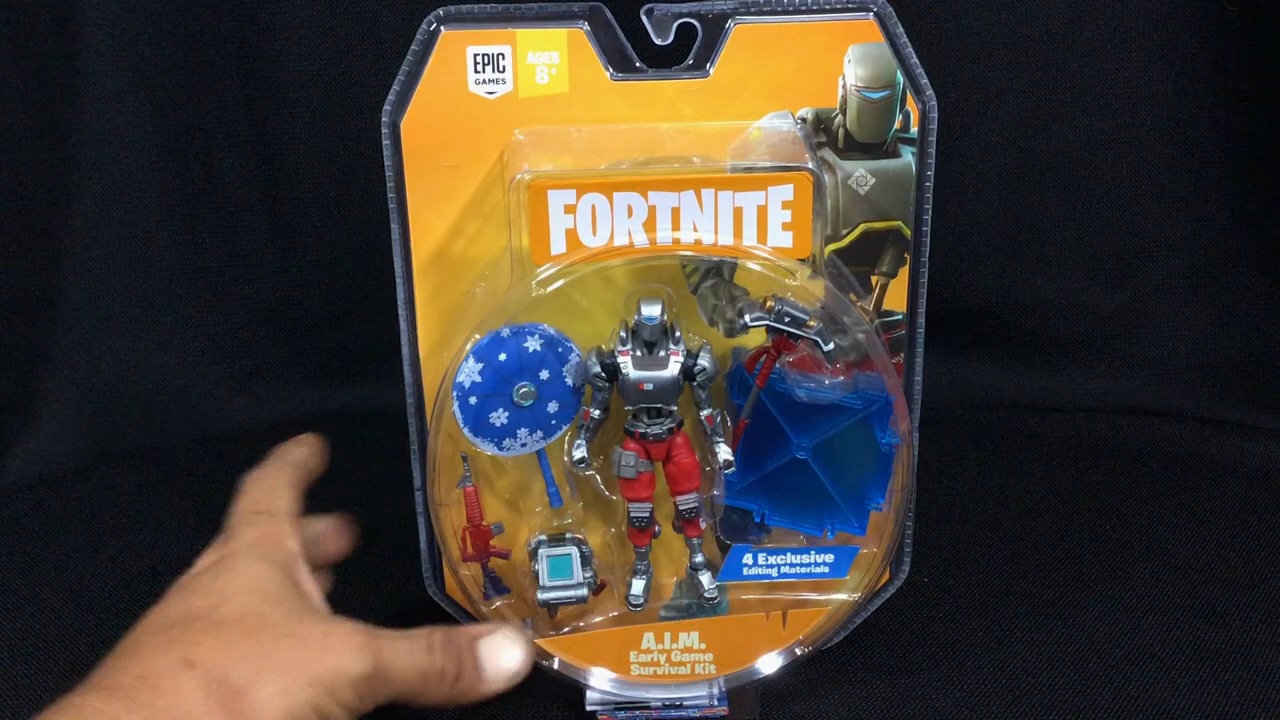 EPIC
GAMES
AGES
8+
FORTNITE
4 Exclusive
Editing Materials
A.I.M.
Early Game
Survival Kit